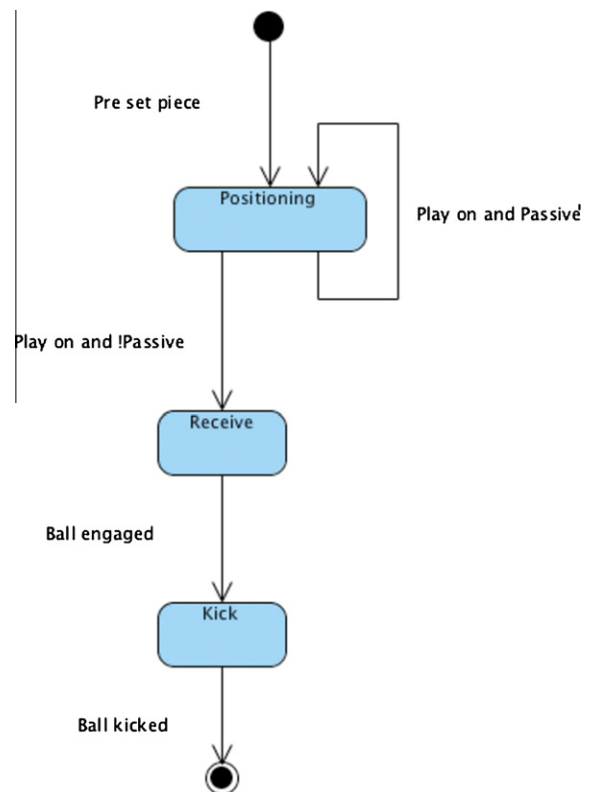 Pre set piece
Positioning
Play on and Passive'
Play on and !Passive
Receive
Ball engaged
Kick
Ball kicked